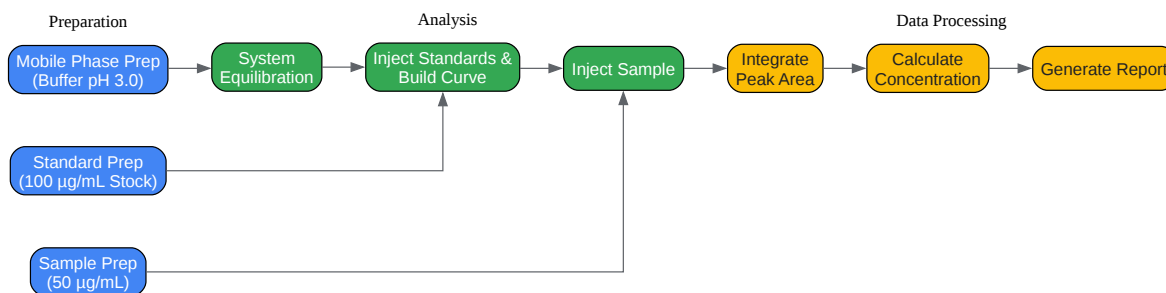 Preparation
Analysis
Data Processing
Mobile Phase Prep
(Buffer pH 3.0)
System
Equilibration
Inject Standards &
Build Curve
Inject Sample
Integrate
Peak Area
Calculate
Concentration
Generate Report
Standard Prep
(100 µg/mL Stock)
Sample Prep
(50 µg/mL)